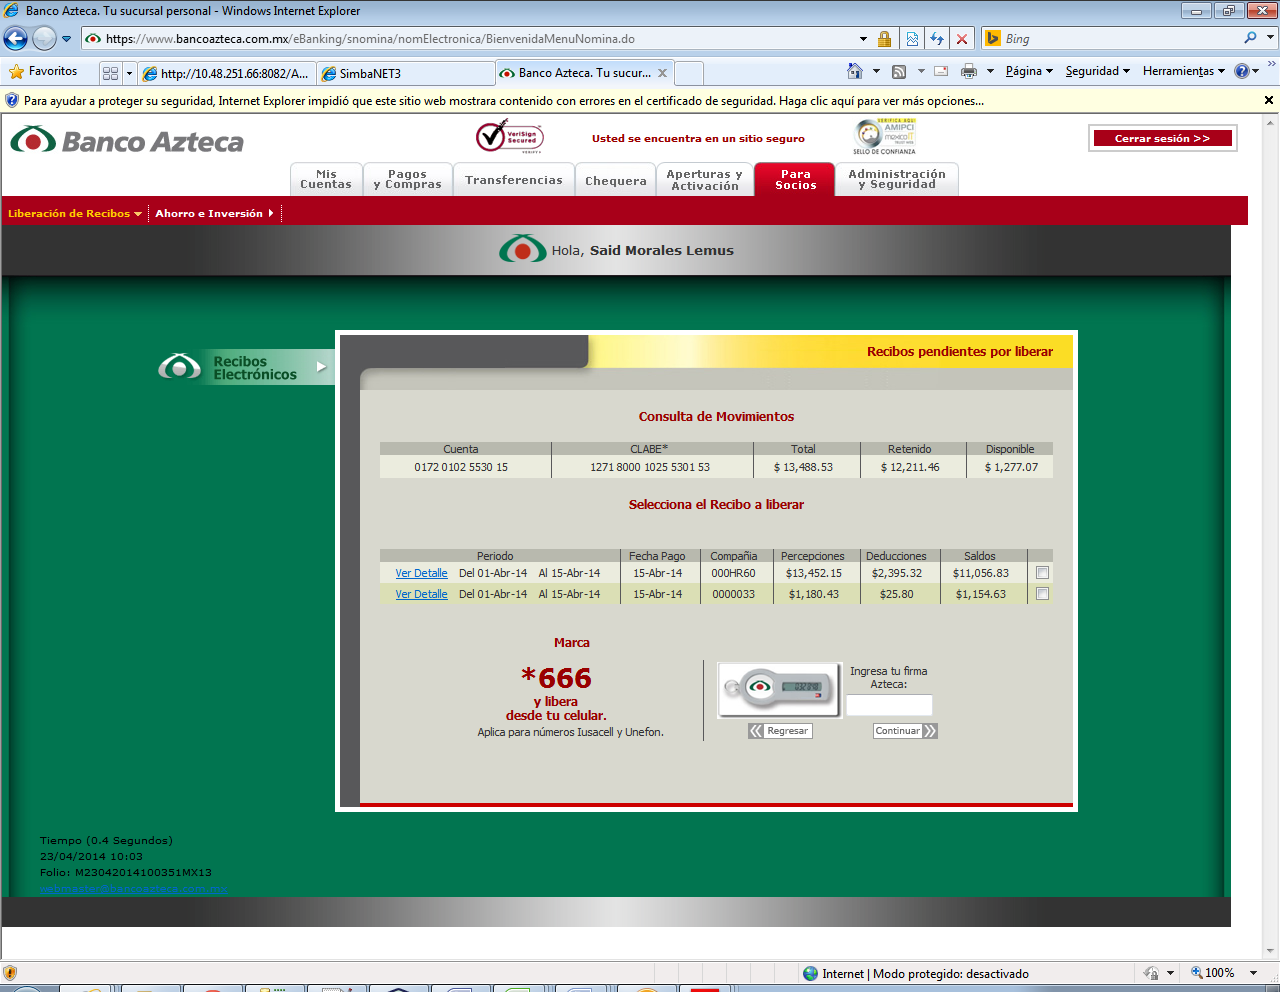 Banco Azteca. Tu sucursal personal - Windows Internet Explorer
https://www.bancoazteca.com.mx/eBanking/snomina/nomElectronica/BienvenidaMenuNomina.do
Bing
Favoritos
http://10.48.251.66:8082/A...
SimbaNET3
Banco Azteca. Tu sucur...
Página
Seguridad
Herramientas
Para ayudar a proteger su seguridad, Internet Explorer impidió que este sitio web mostrara contenido con errores en el certificado de seguridad. Haga clic aquí para ver más opciones...
Banco Azteca
VeriSign Secured
VERIFY
Usted se encuentra en un sitio seguro
VERIFICA AQUI
AMIPCI
SELLO DE CONFIANZA
Cerrar sesión >>
Mis Cuentas
Pagos y Compras
Transferencias
Chequera
Aperturas y Activación
Para Socios
Administración y Seguridad
Liberación de Recibos
Ahorro e Inversión
Hola, Said Morales Lemus
Recibos Electrónicos
Recibos pendientes por liberar
Consulta de Movimientos
Cuenta CLABE* Total Retenido Disponible
0172 0102 5530 15 1271 8000 1025 5301 53 $ 13,488.53 $ 12,211.46 $ 1,277.07
Selecciona el Recibo a liberar
Periodo Fecha Pago Compañia Percepciones Deducciones Saldos
Ver Detalle Del 01-Abr-14 Al 15-Abr-14 15-Abr-14 000HR60 $13,452.15 $2,395.32 $11,056.83
Ver Detalle Del 01-Abr-14 Al 15-Abr-14 15-Abr-14 0000033 $1,180.43 $25.80 $1,154.63
Marca
*666
y libera
desde tu celular.
Aplica para números Iusacell y Unefon.
Ingresa tu firma
Azteca:
Regresar
Continuar
Tiempo (0.4 Segundos)
23/04/2014 10:03
Folio: M23042014100351MX13
Internet | Modo protegido: desactivado
100%